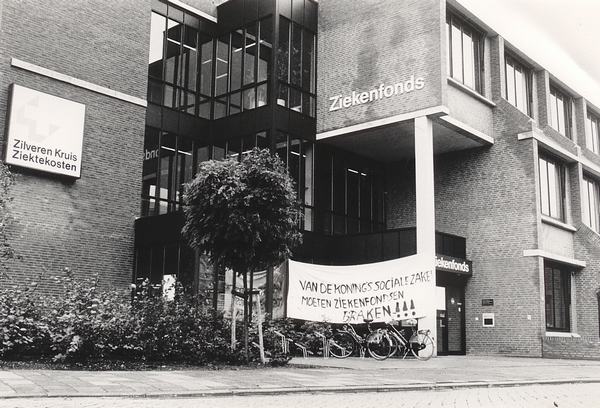 Ziekenfonds
Zilveren Kruis
Ziektekosten
Ziekenfonds
VAN DE KONINGS SOCIALE ZAKEN
MOETEN ZIEKENFONDSEN
BRAKEN!!!